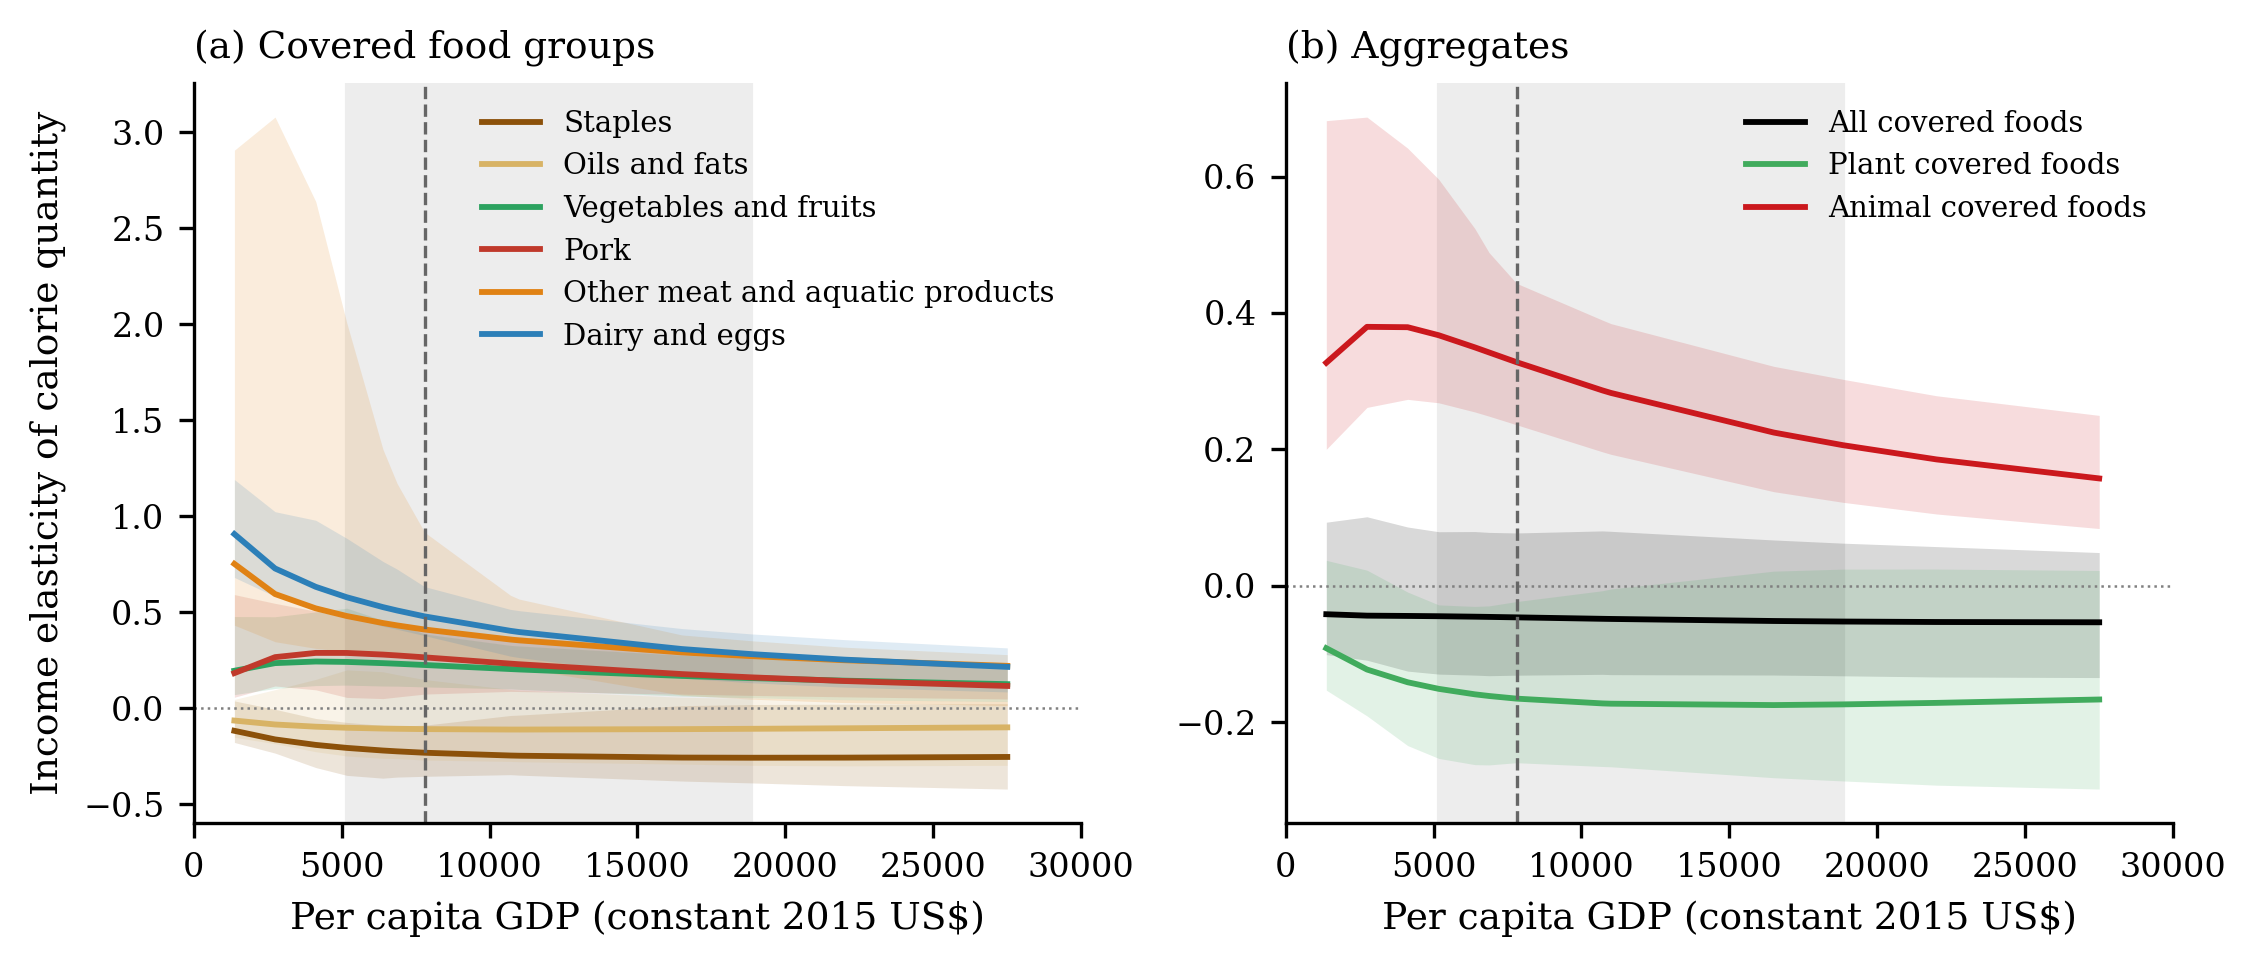 (a) Covered food groups
Income elasticity of calorie quantity
3.0
2.5
2.0
1.5
1.0
0.5
0.0
−0.5
Staples
Oils and fats
Vegetables and fruits
Pork
Other meat and aquatic products
Dairy and eggs
0 5000 10000 15000 20000 25000 30000
Per capita GDP (constant 2015 US$)
(b) Aggregates
0.6
0.4
0.2
0.0
−0.2
All covered foods
Plant covered foods
Animal covered foods
0 5000 10000 15000 20000 25000 30000
Per capita GDP (constant 2015 US$)